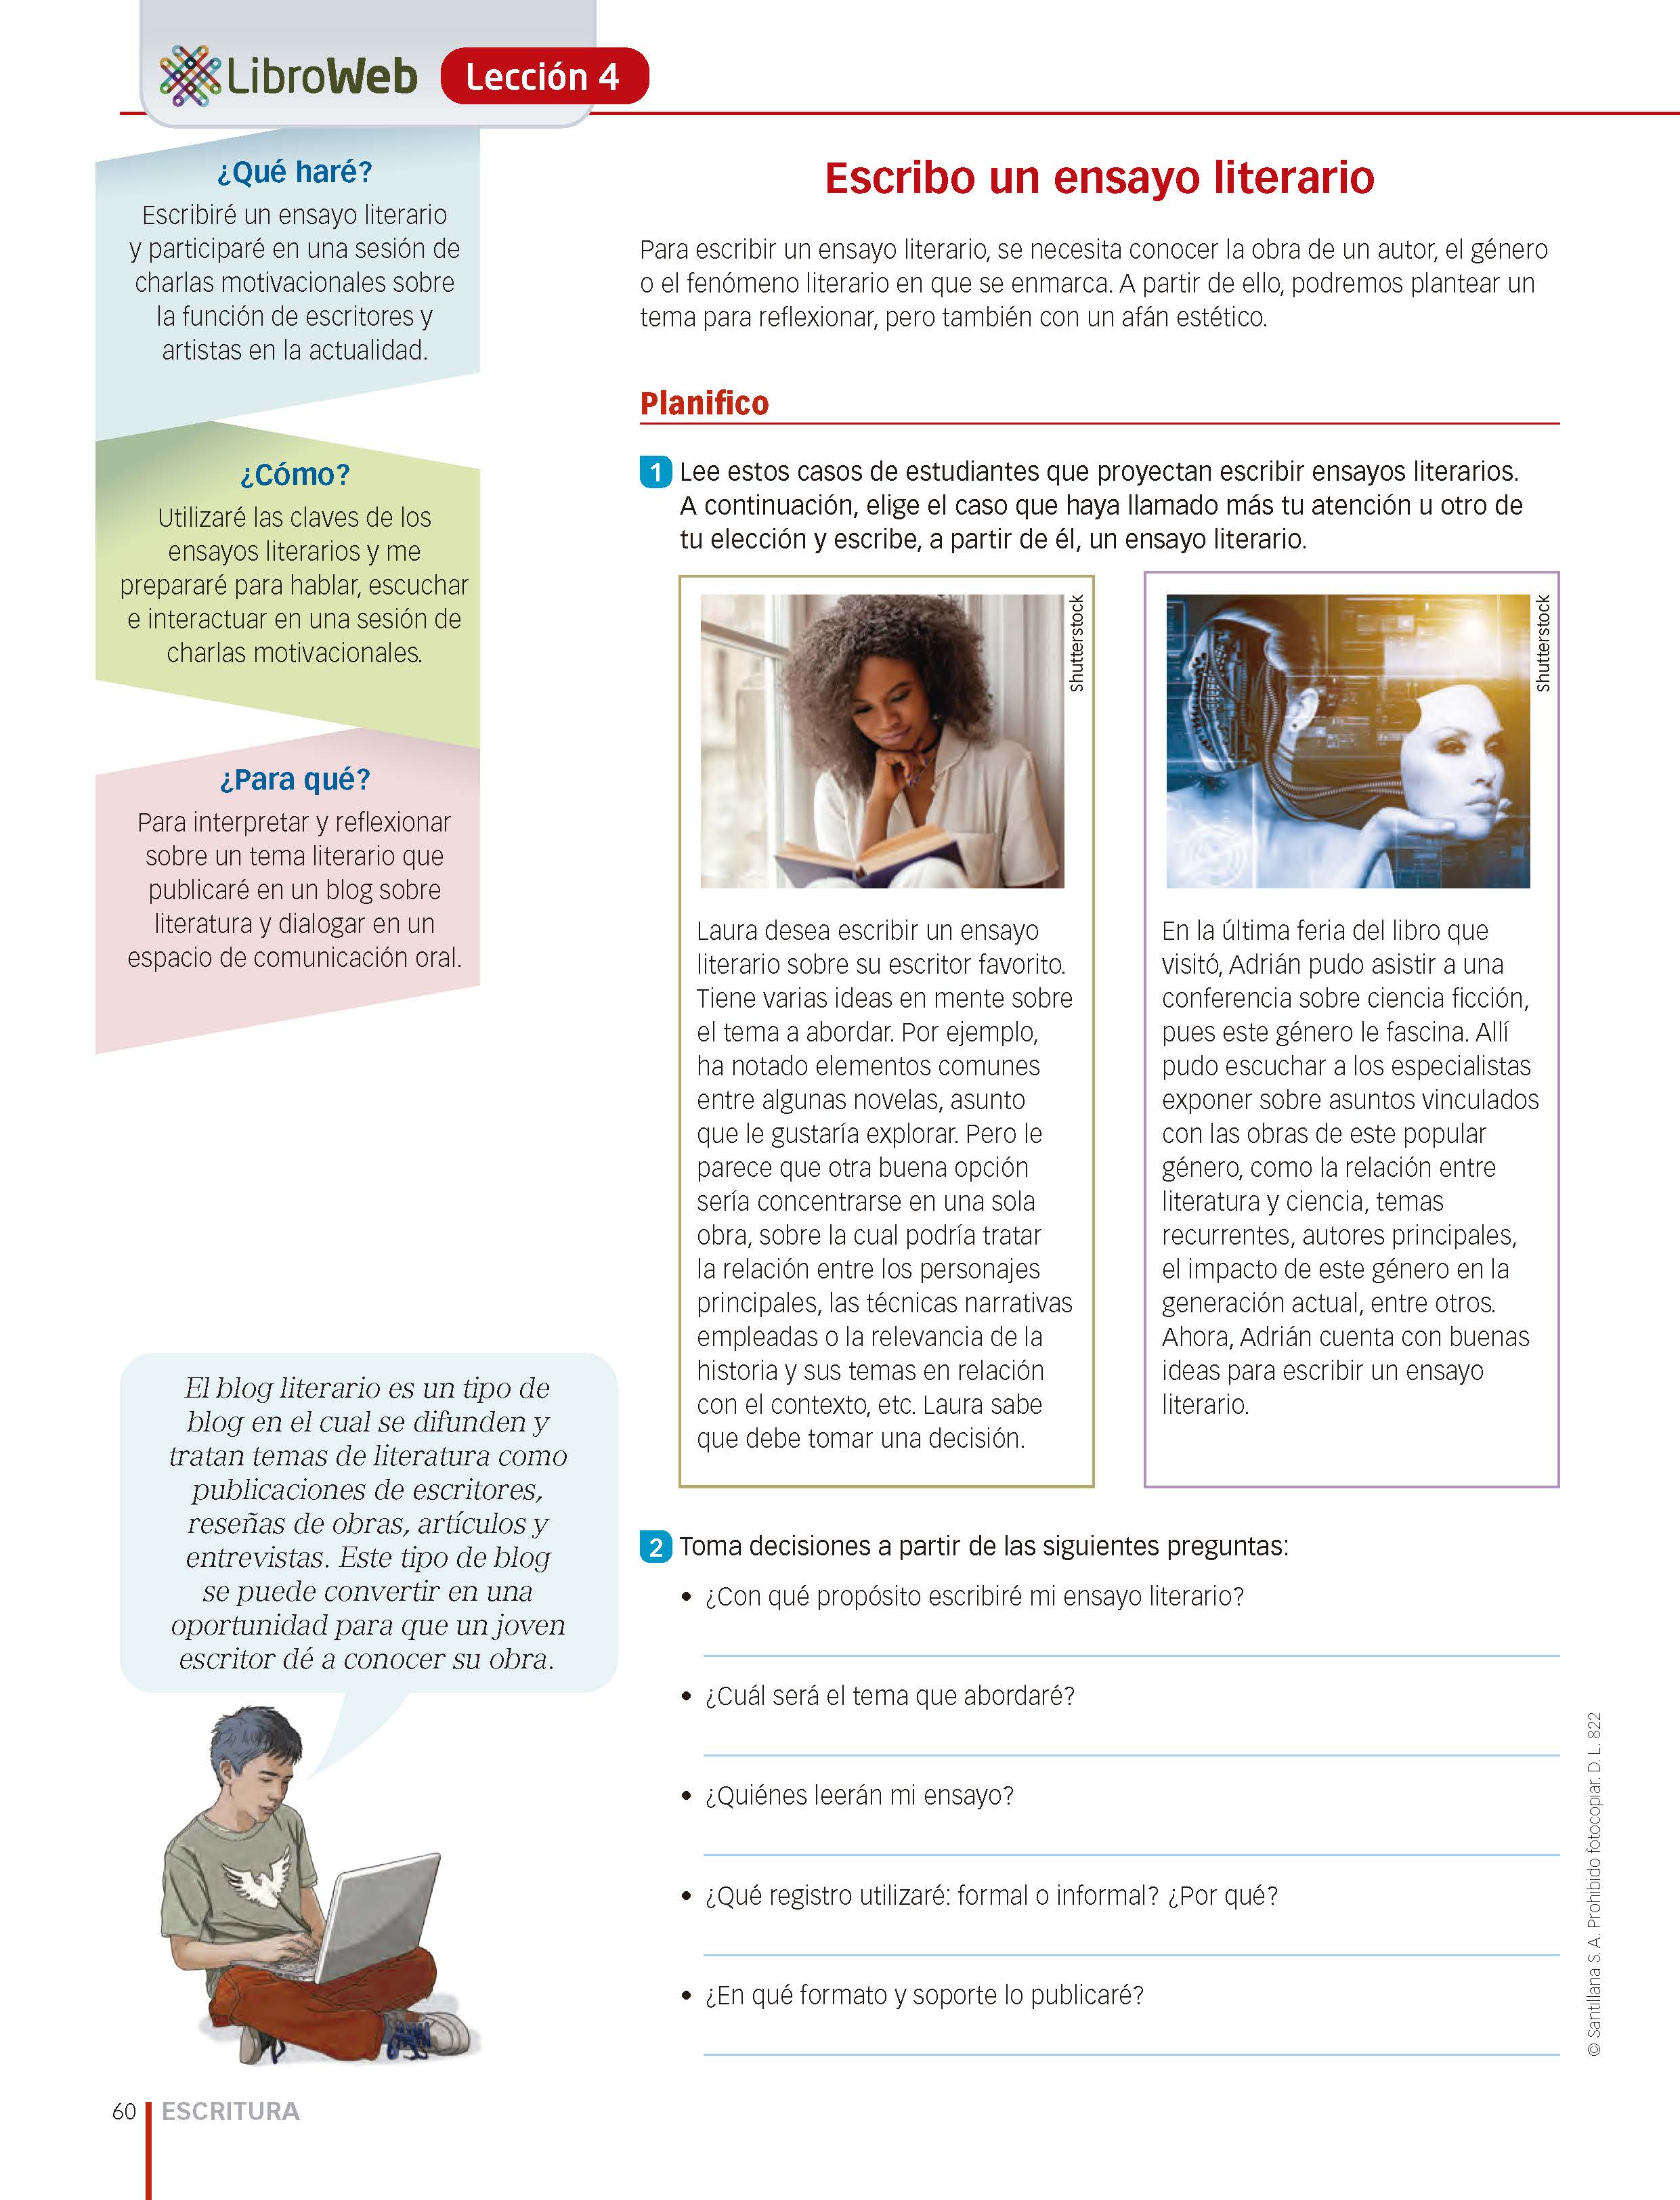 LibroWeb
Lección 4
¿Qué haré?
Escribiré un ensayo literario
y participaré en una sesión de
charlas motivacionales sobre
la función de escritores y
artistas en la actualidad.
¿Cómo?
Utilizaré las claves de los
ensayos literarios y me
prepararé para hablar, escuchar
e interactuar en una sesión de
charlas motivacionales.
¿Para qué?
Para interpretar y reflexionar
sobre un tema literario que
publicaré en un blog sobre
literatura y dialogar en un
espacio de comunicación oral.
El blog literario es un tipo de
blog en el cual se difunden y
tratan temas de literatura como
publicaciones de escritores,
reseñas de obras, artículos y
entrevistas. Este tipo de blog
se puede convertir en una
oportunidad para que un joven
escritor dé a conocer su obra.
Escribo un ensayo literario
Para escribir un ensayo literario, se necesita conocer la obra de un autor, el género
o el fenómeno literario en que se enmarca. A partir de ello, podremos plantear un
tema para reflexionar, pero también con un afán estético.
Planifico
1 Lee estos casos de estudiantes que proyectan escribir ensayos literarios.
A continuación, elige el caso que haya llamado más tu atención u otro de
tu elección y escribe, a partir de él, un ensayo literario.
Shutterstock
Laura desea escribir un ensayo
literario sobre su escritor favorito.
Tiene varias ideas en mente sobre
el tema a abordar. Por ejemplo,
ha notado elementos comunes
entre algunas novelas, asunto
que le gustaría explorar. Pero le
parece que otra buena opción
sería concentrarse en una sola
obra, sobre la cual podría tratar
la relación entre los personajes
principales, las técnicas narrativas
empleadas o la relevancia de la
historia y sus temas en relación
con el contexto, etc. Laura sabe
que debe tomar una decisión.
Shutterstock
En la última feria del libro que
visitó, Adrián pudo asistir a una
conferencia sobre ciencia ficción,
pues este género le fascina. Allí
pudo escuchar a los especialistas
exponer sobre asuntos vinculados
con las obras de este popular
género, como la relación entre
literatura y ciencia, temas
recurrentes, autores principales,
el impacto de este género en la
generación actual, entre otros.
Ahora, Adrián cuenta con buenas
ideas para escribir un ensayo
literario.
2 Toma decisiones a partir de las siguientes preguntas:
• ¿Con qué propósito escribiré mi ensayo literario?
• ¿Cuál será el tema que abordaré?
• ¿Quiénes leerán mi ensayo?
• ¿Qué registro utilizaré: formal o informal? ¿Por qué?
• ¿En qué formato y soporte lo publicaré?
© Santillana S. A. Prohibido fotocopiar. D. L. 822
60 ESCRITURA